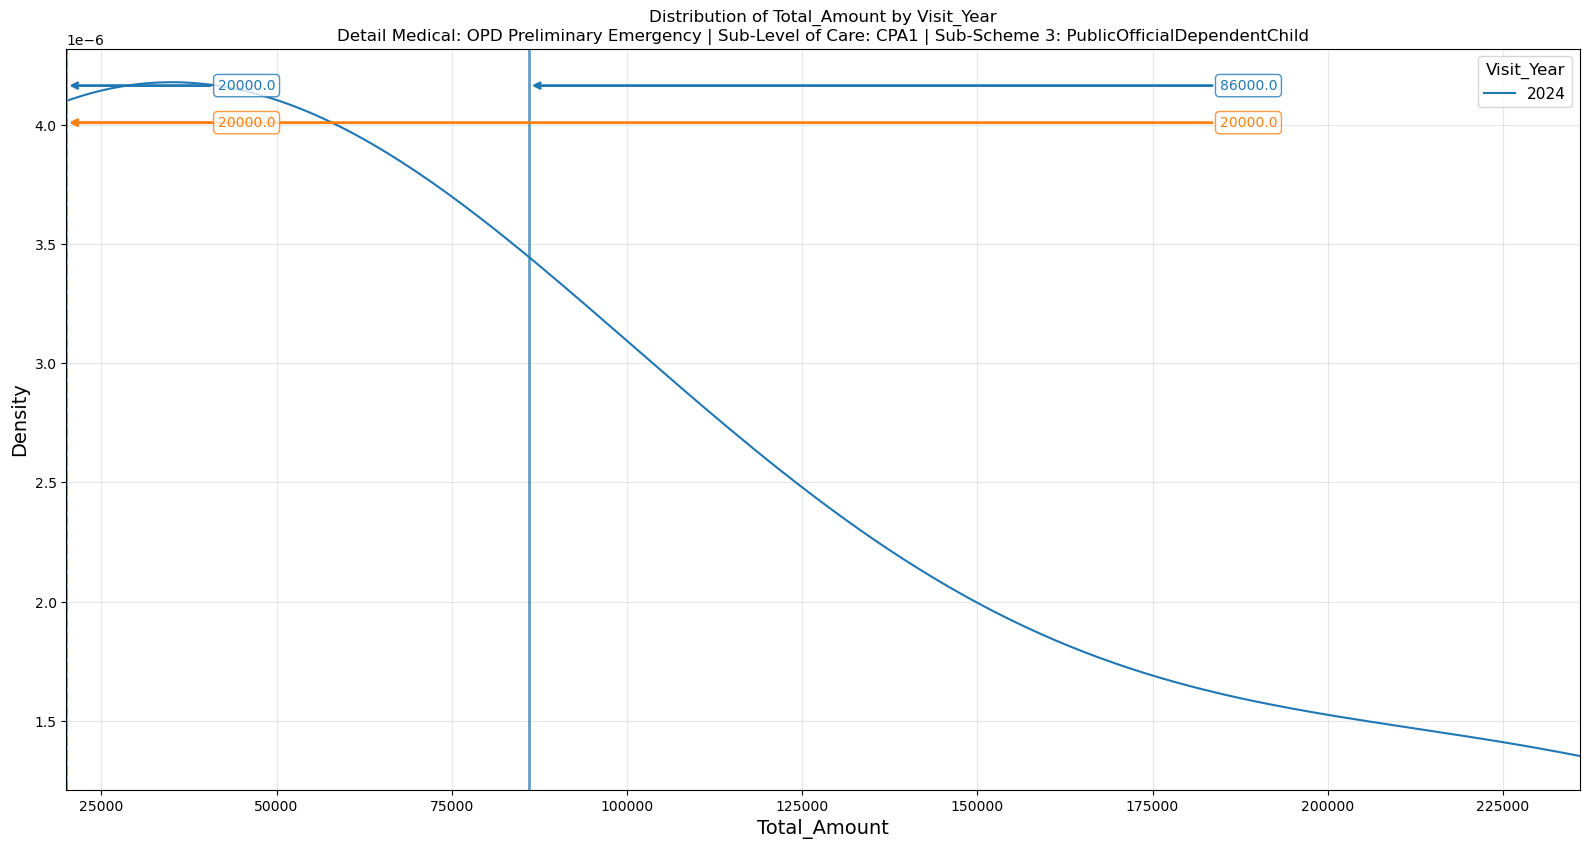 Distribution of Total_Amount by Visit_Year
Detail Medical: OPD Preliminary Emergency | Sub-Level of Care: CPA1 | Sub-Scheme 3: PublicOfficialDependentChild
1e−6
20000.0
86000.0
20000.0
20000.0
Visit_Year
2024
4.0
3.5
3.0
2.5
2.0
1.5
Density
25000 50000 75000 100000 125000 150000 175000 200000 225000
Total_Amount